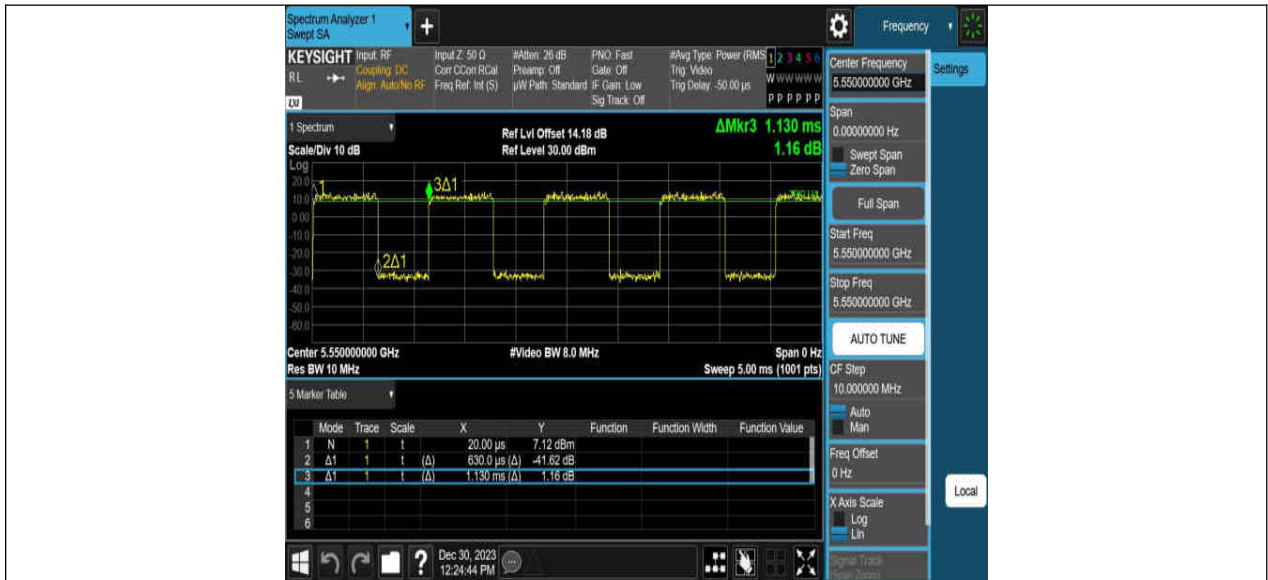 Spectrum Analyzer 1
Swept SA
+
Frequency
KEYSIGHT
RL
Input: RF
Coupling: DC
Align: Auto/No RF
Input Z: 50 Ω
Corr CCorr RCal
Freq Ref: Int (S)
#Atten: 26 dB
Preamp: Off
µW Path: Standard
PNO: Fast
Gate: Off
IF Gain: Low
Sig Track: Off
#Avg Type: Power (RMS
Trig: Video
Trig Delay: -50.00 µs
1 2 3 4 5 6
W W W W W W
P P P P P P
Center Frequency
5.550000000 GHz
Settings
Span
0.00000000 Hz
Swept Span
Zero Span
Full Span
Start Freq
5.550000000 GHz
Stop Freq
5.550000000 GHz
AUTO TUNE
CF Step
10.000000 MHz
Auto
Man
Freq Offset
0 Hz
X Axis Scale
Log
Lin
Signal Track
(Span Zoom)
Local
1 Spectrum
Scale/Div 10 dB
Ref Lvl Offset 14.18 dB
Ref Level 30.00 dBm
ΔMkr3 1.130 ms
1.16 dB
Log
20.0
10.0
0.00
-10.0
-20.0
-30.0
-40.0
-50.0
-60.0
1
3Δ1
2Δ1
Center 5.550000000 GHz
#Video BW 8.0 MHz
Span 0 Hz
Res BW 10 MHz
Sweep 5.00 ms (1001 pts)
5 Marker Table
Mode Trace Scale X Y Function Function Width Function Value
1 N 1 t 20.00 µs 7.12 dBm
2 Δ1 1 t (Δ) 630.0 µs (Δ) -41.62 dB
3 Δ1 1 t (Δ) 1.130 ms (Δ) 1.16 dB
4
5
6
?
Dec 30, 2023
12:24:44 PM